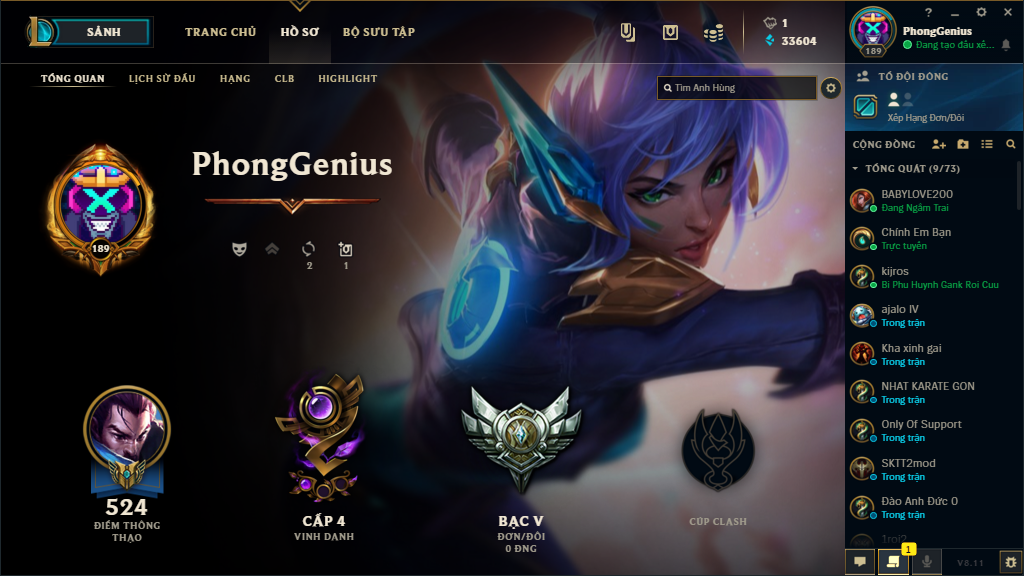 SẢNH
TRANG CHỦ
HỒ SƠ
BỘ SƯU TẬP
1
33604
189
PhongGenius
Đang tạo đấu xế...
TỔNG QUAN
LỊCH SỬ ĐẤU
HẠNG
CLB
HIGHLIGHT
Tìm Anh Hùng
TỔ ĐỘI ĐÓNG
Xếp Hạng Đơn/Đôi
CỘNG ĐỒNG
TỔNG QUÁT (9/73)
BABYLOVE200
Đang Ngắm Trai
Chính Em Bạn
Trực tuyến
kijros
Bi Phu Huynh Gank Roi Cuu
ajalo IV
Trong trận
Kha xinh gai
Trong trận
NHAT KARATE GON
Trong trận
Only Of Support
Trong trận
SKTT2mod
Trong trận
Đào Anh Đức 0
Trong trận
1roi2
PhongGenius
189
2
1
524
ĐIỂM THÔNG
THẠO
CẤP 4
VINH DANH
BẠC V
ĐƠN/ĐÔI
0 ĐNG
CÚP CLASH
1
V8.11